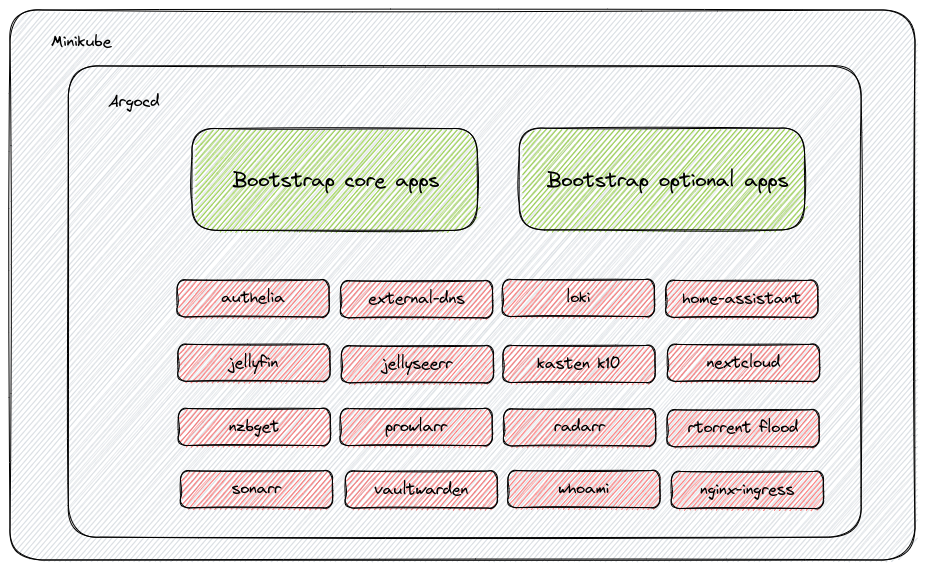 Minikube
Argocd
Bootstrap core apps
Bootstrap optional apps
authelia
external-dns
loki
home-assistant
jellyfin
jellyseerr
kasten k10
nextcloud
nzbget
prowlarr
radarr
rtorrent flood
sonarr
vaultwarden
whoami
nginx-ingress